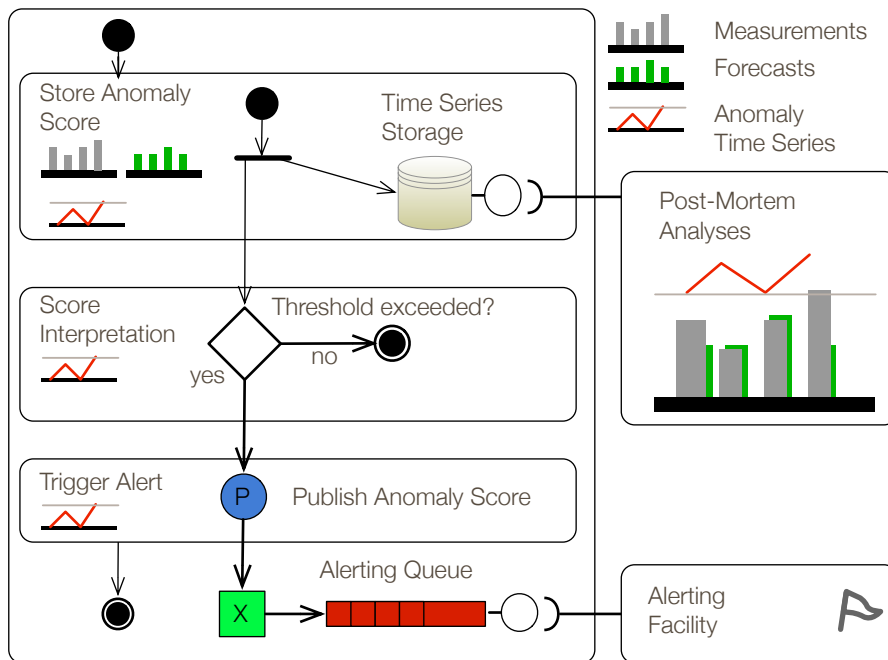 Store Anomaly
Score
Time Series
Storage
Measurements
Forecasts
Anomaly
Time Series
Post-Mortem
Analyses
Score
Interpretation
Threshold exceeded?
no
yes
Trigger Alert
P
Publish Anomaly Score
Alerting Queue
X
Alerting
Facility